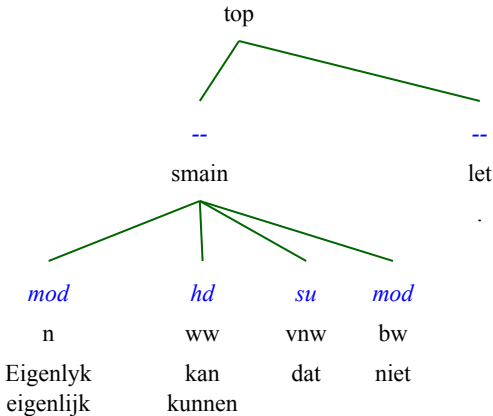 top
-- --
smain let
.
mod hd su mod
n ww vnw bw
Eigenlyk kan dat niet
eigenlijk kunnen